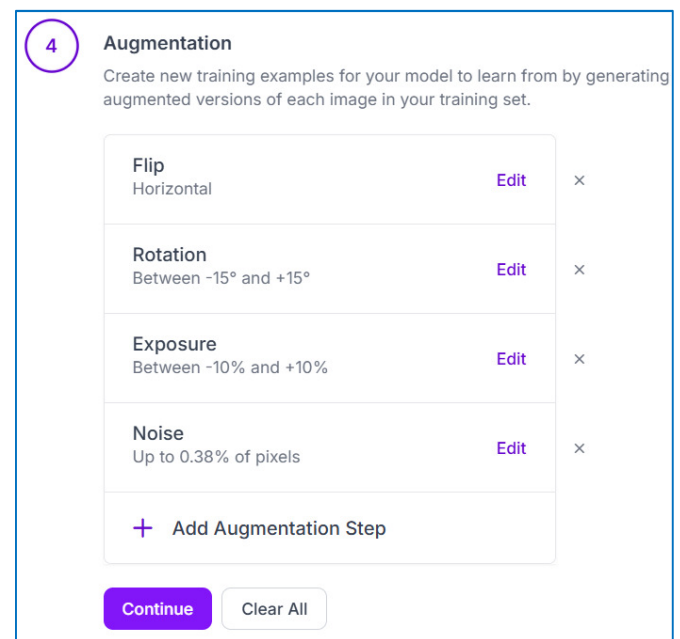 4
Augmentation
Create new training examples for your model to learn from by generating
augmented versions of each image in your training set.
Flip
Horizontal
Edit ×
Rotation
Between -15° and +15°
Edit ×
Exposure
Between -10% and +10%
Edit ×
Noise
Up to 0.38% of pixels
Edit ×
+ Add Augmentation Step
Continue Clear All